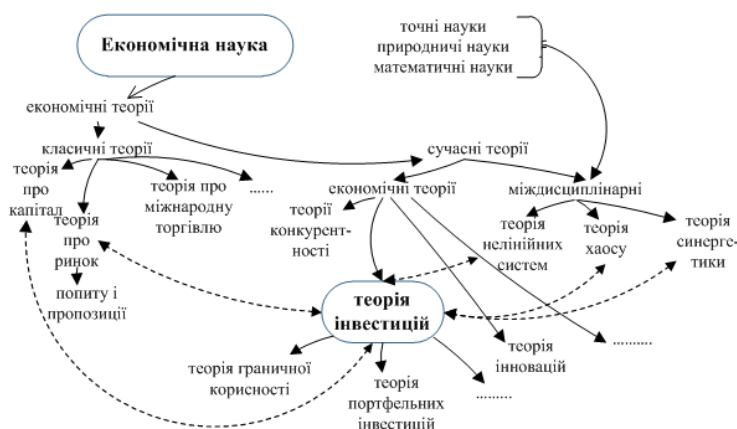 Економічна наука
точні науки
природничі науки
математичні науки
економічні теорії
класичні теорії
сучасні теорії
теорія
про
капітал
теорія про
міжнародну
торгівлю
......
економічні теорії
міждисциплінарні
теорії
конкурент-
ності
теорія
про
ринок
теорія
нелінійних
систем
теорія
хаосу
теорія
синерге-
тики
попиту і
пропозиції
теорія
інвестицій
теорія граничної
корисності
теорія
портфельних
інвестицій
.........
теорія
інновацій
..........